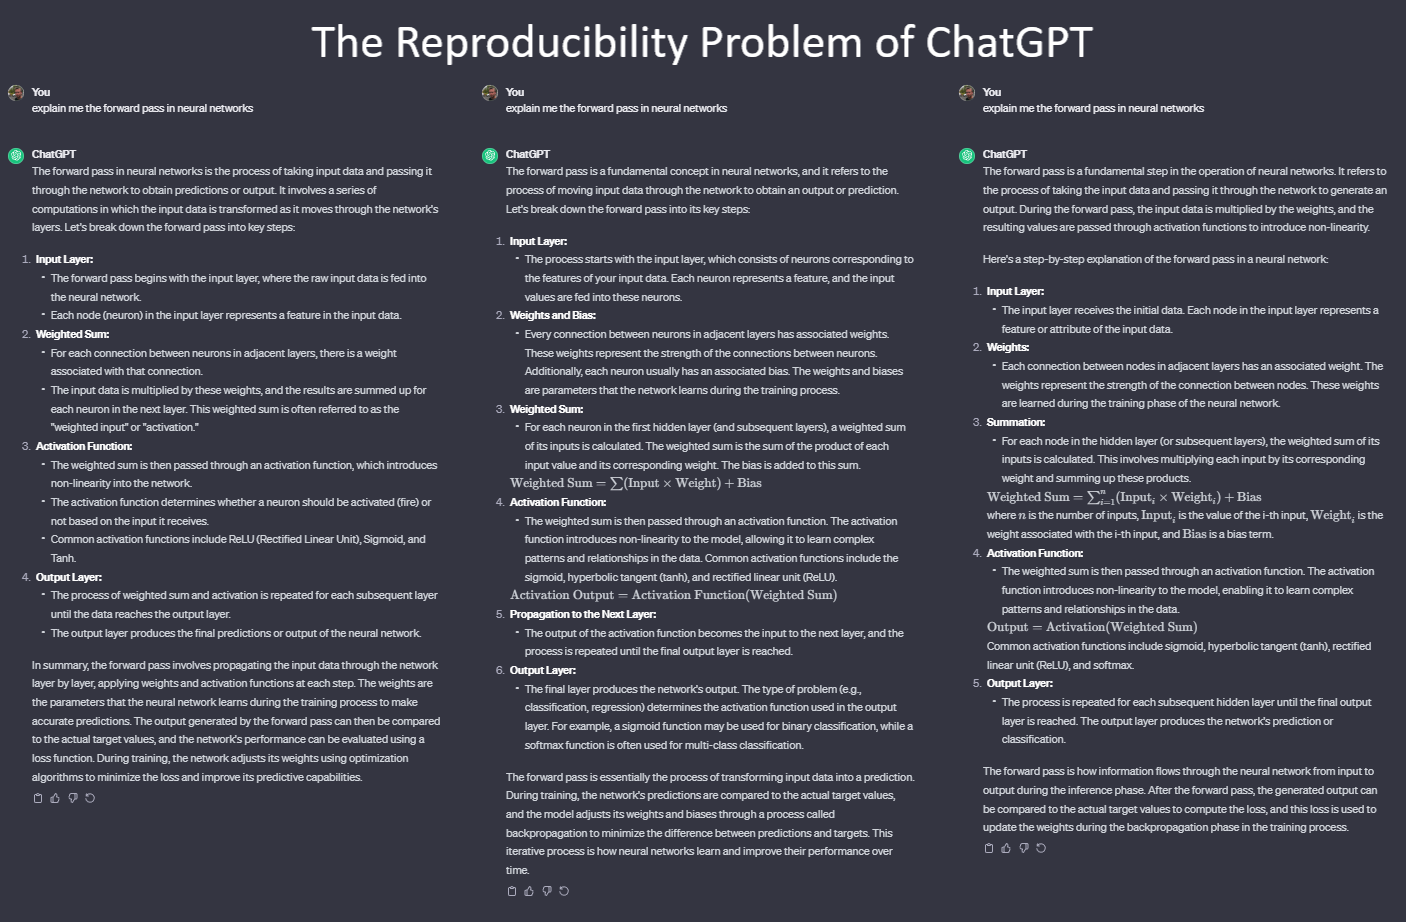 The Reproducibility Problem of ChatGPT
You
explain me the forward pass in neural networks
ChatGPT
The forward pass in neural networks is the process of taking input data and passing it
through the network to obtain predictions or output. It involves a series of
computations in which the input data is transformed as it moves through the network's
layers. Let's break down the forward pass into key steps:
1. Input Layer:
- The forward pass begins with the input layer, where the raw input data is fed into
the neural network.
- Each node (neuron) in the input layer represents a feature in the input data.
2. Weighted Sum:
- For each connection between neurons in adjacent layers, there is a weight
associated with that connection.
- The input data is multiplied by these weights, and the results are summed up for
each neuron in the next layer. This weighted sum is often referred to as the
"weighted input" or "activation."
3. Activation Function:
- The weighted sum is then passed through an activation function, which introduces
non-linearity into the network.
- The activation function determines whether a neuron should be activated (fire) or
not based on the input it receives.
- Common activation functions include ReLU (Rectified Linear Unit), Sigmoid, and
Tanh.
4. Output Layer:
- The process of weighted sum and activation is repeated for each subsequent layer
until the data reaches the output layer.
- The output layer produces the final predictions or output of the neural network.
In summary, the forward pass involves propagating the input data through the network
layer by layer, applying weights and activation functions at each step. The weights are
the parameters that the neural network learns during the training process to make
accurate predictions. The output generated by the forward pass can then be compared
to the actual target values, and the network's performance can be evaluated using a
loss function. During training, the network adjusts its weights using optimization
algorithms to minimize the loss and improve its predictive capabilities.
You
explain me the forward pass in neural networks
ChatGPT
The forward pass is a fundamental concept in neural networks, and it refers to the
process of moving input data through the network to obtain an output or prediction.
Let's break down the forward pass into its key steps:
1. Input Layer:
- The process starts with the input layer, which consists of neurons corresponding to
the features of your input data. Each neuron represents a feature, and the input
values are fed into these neurons.
2. Weights and Bias:
- Every connection between neurons in adjacent layers has associated weights.
These weights represent the strength of the connections between neurons.
Additionally, each neuron usually has an associated bias. The weights and biases
are parameters that the network learns during the training process.
3. Weighted Sum:
- For each neuron in the first hidden layer (and subsequent layers), a weighted sum
of its inputs is calculated. The weighted sum is the sum of the product of each
input value and its corresponding weight. The bias is added to this sum.
Weighted Sum = ∑(Input × Weight) + Bias
4. Activation Function:
- The weighted sum is then passed through an activation function. The activation
function introduces non-linearity to the model, allowing it to learn complex
patterns and relationships in the data. Common activation functions include the
sigmoid, hyperbolic tangent (tanh), and rectified linear unit (ReLU).
Activation Output = Activation Function(Weighted Sum)
5. Propagation to the Next Layer:
- The output of the activation function becomes the input to the next layer, and the
process is repeated until the final output layer is reached.
6. Output Layer:
- The final layer produces the network's output. The type of problem (e.g.,
classification, regression) determines the activation function used in the output
layer. For example, a sigmoid function may be used for binary classification, while a
softmax function is often used for multi-class classification.
The forward pass is essentially the process of transforming input data into a prediction.
During training, the network's predictions are compared to the actual target values,
and the model adjusts its weights and biases through a process called
backpropagation to minimize the difference between predictions and targets. This
iterative process is how neural networks learn and improve their performance over
time.
You
explain me the forward pass in neural networks
ChatGPT
The forward pass is a fundamental step in the operation of neural networks. It refers to
the process of taking the input data and passing it through the network to generate an
output. During the forward pass, the input data is multiplied by the weights, and the
resulting values are passed through activation functions to introduce non-linearity.
Here's a step-by-step explanation of the forward pass in a neural network:
1. Input Layer:
- The input layer receives the initial data. Each node in the input layer represents a
feature or attribute of the input data.
2. Weights:
- Each connection between nodes in adjacent layers has an associated weight. The
weights represent the strength of the connection between nodes. These weights
are learned during the training phase of the neural network.
3. Summation:
- For each node in the hidden layer (or subsequent layers), the weighted sum of its
inputs is calculated. This involves multiplying each input by its corresponding
weight and summing up these products.
Weighted Sum = ∑ⁿᵢ₌₁(Inputᵢ × Weightᵢ) + Bias
where n is the number of inputs, Inputᵢ is the value of the i-th input, Weightᵢ is the
weight associated with the i-th input, and Bias is a bias term.
4. Activation Function:
- The weighted sum is then passed through an activation function. The activation
function introduces non-linearity to the model, enabling it to learn complex
patterns and relationships in the data.
Output = Activation(Weighted Sum)
Common activation functions include sigmoid, hyperbolic tangent (tanh), rectified
linear unit (ReLU), and softmax.
5. Output Layer:
- The process is repeated for each subsequent hidden layer until the final output
layer is reached. The output layer produces the network's prediction or
classification.
The forward pass is how information flows through the neural network from input to
output during the inference phase. After the forward pass, the generated output can
be compared to the actual target values to compute the loss, and this loss is used to
update the weights during the backpropagation phase in the training process.